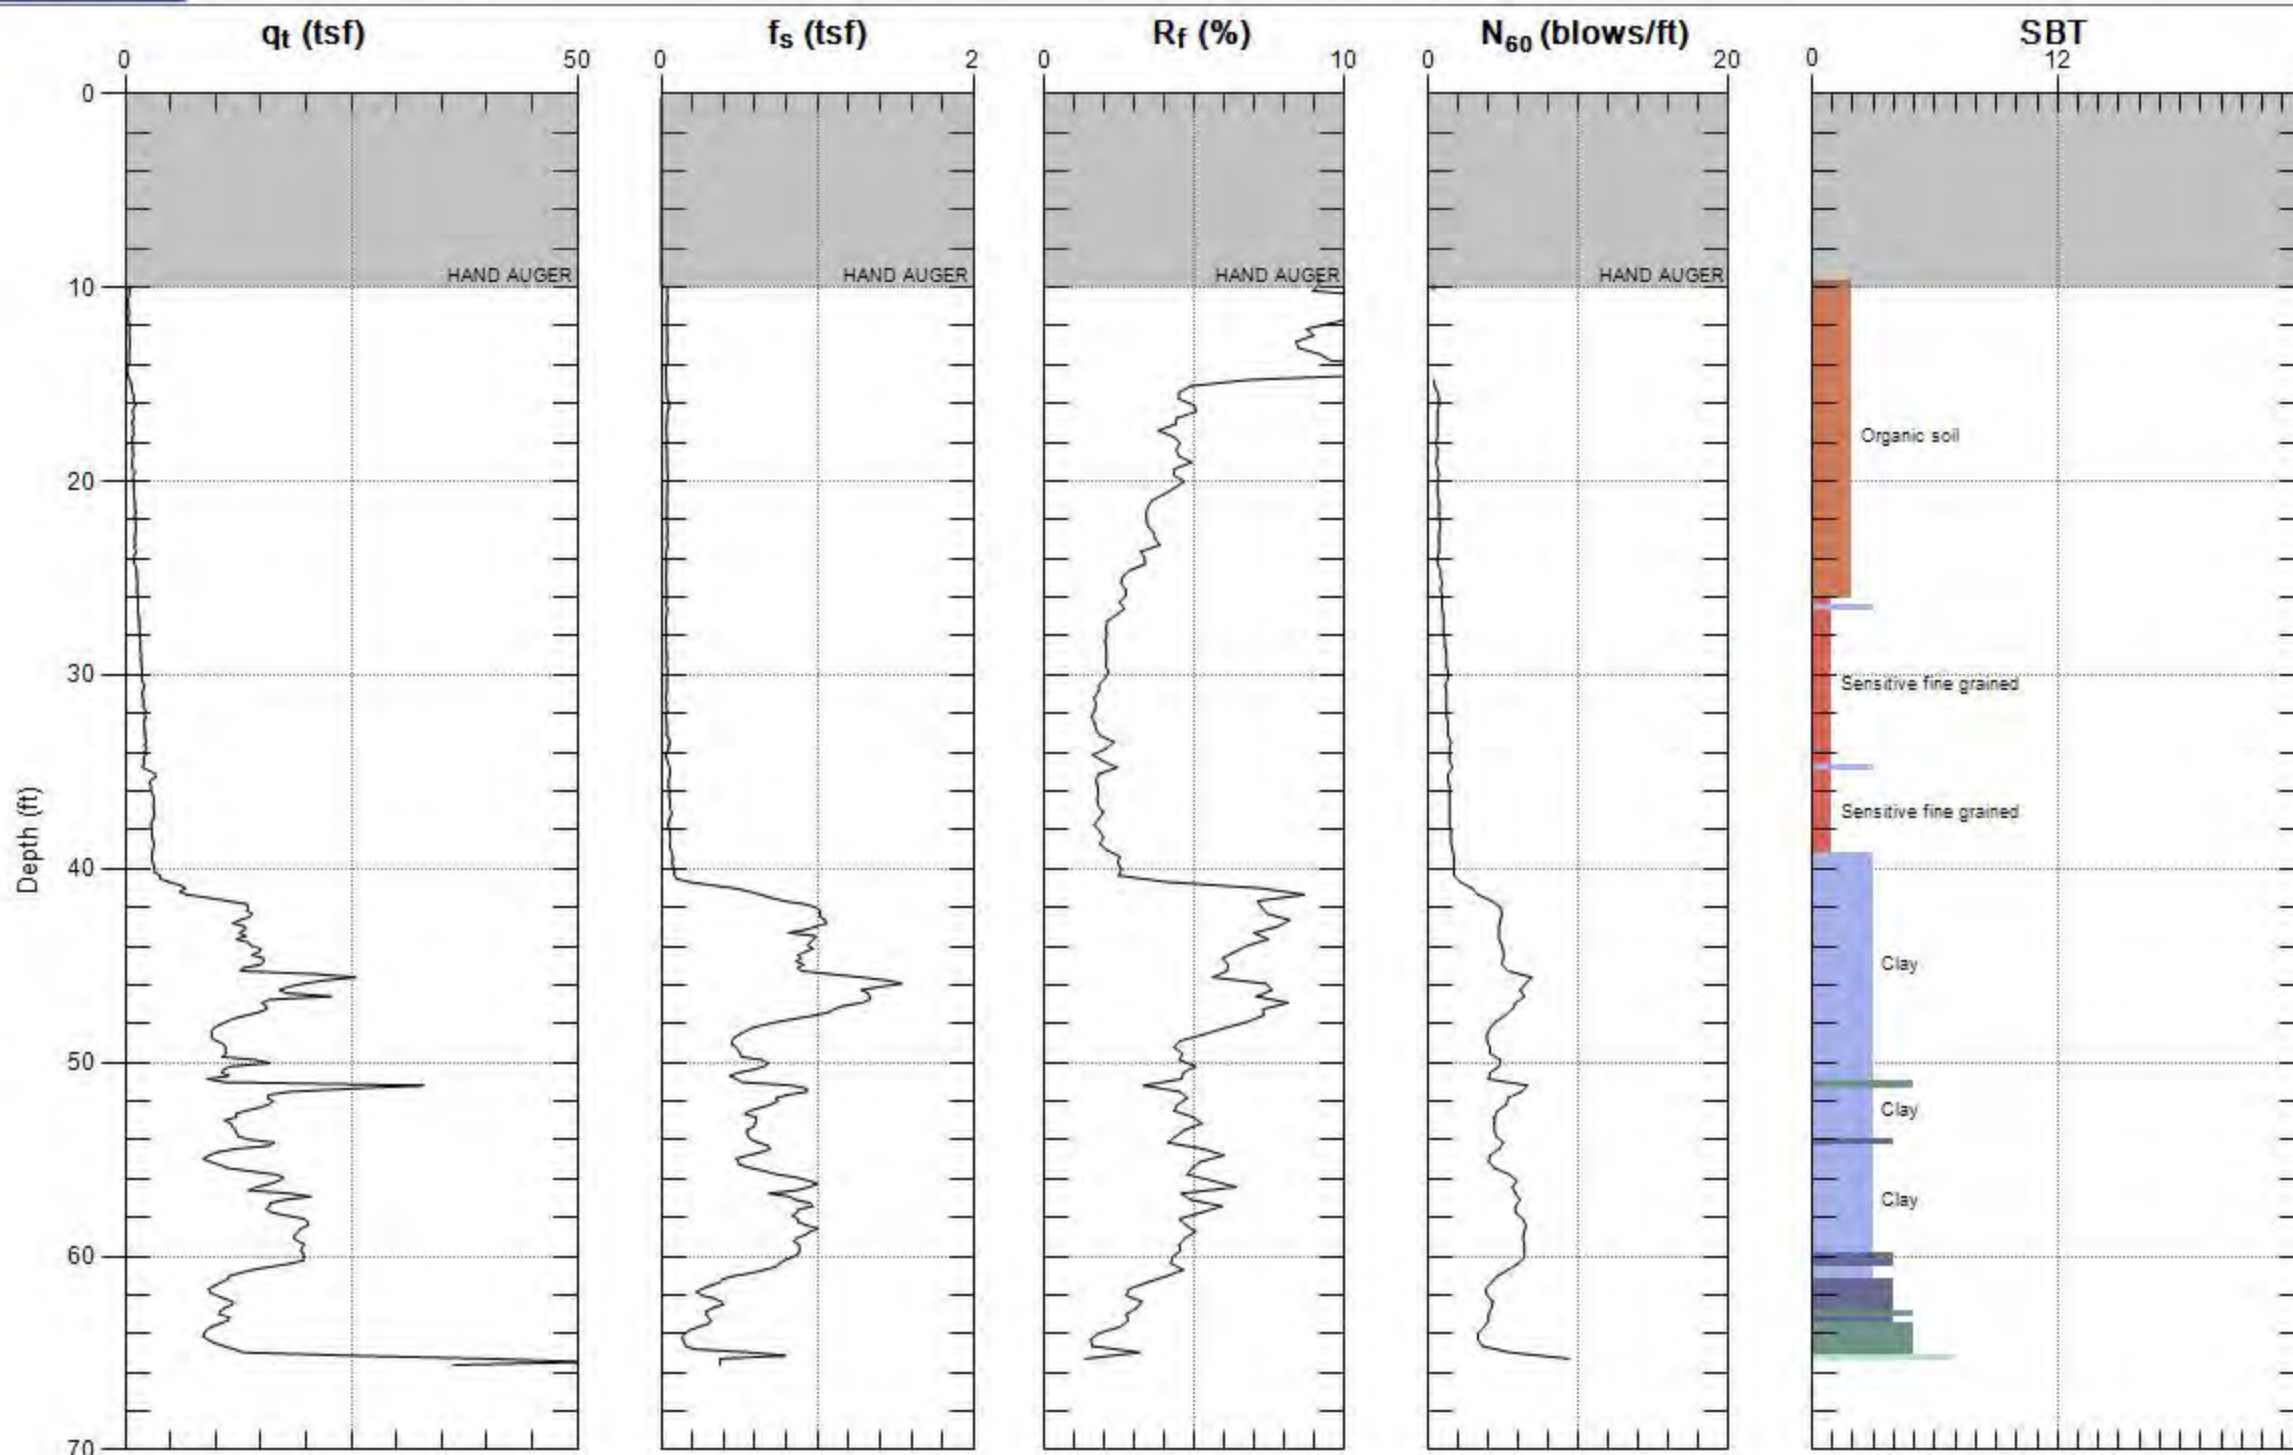 qt (tsf) fs (tsf) Rf (%) N60 (blows/ft) SBT
0 50 0 2 0 10 0 20 0 12
0
HAND AUGER HAND AUGER HAND AUGER HAND AUGER
10
Organic soil
20
30
Sensitive fine grained
Depth (ft)
Sensitive fine grained
40
Clay
50
Clay
Clay
60
70